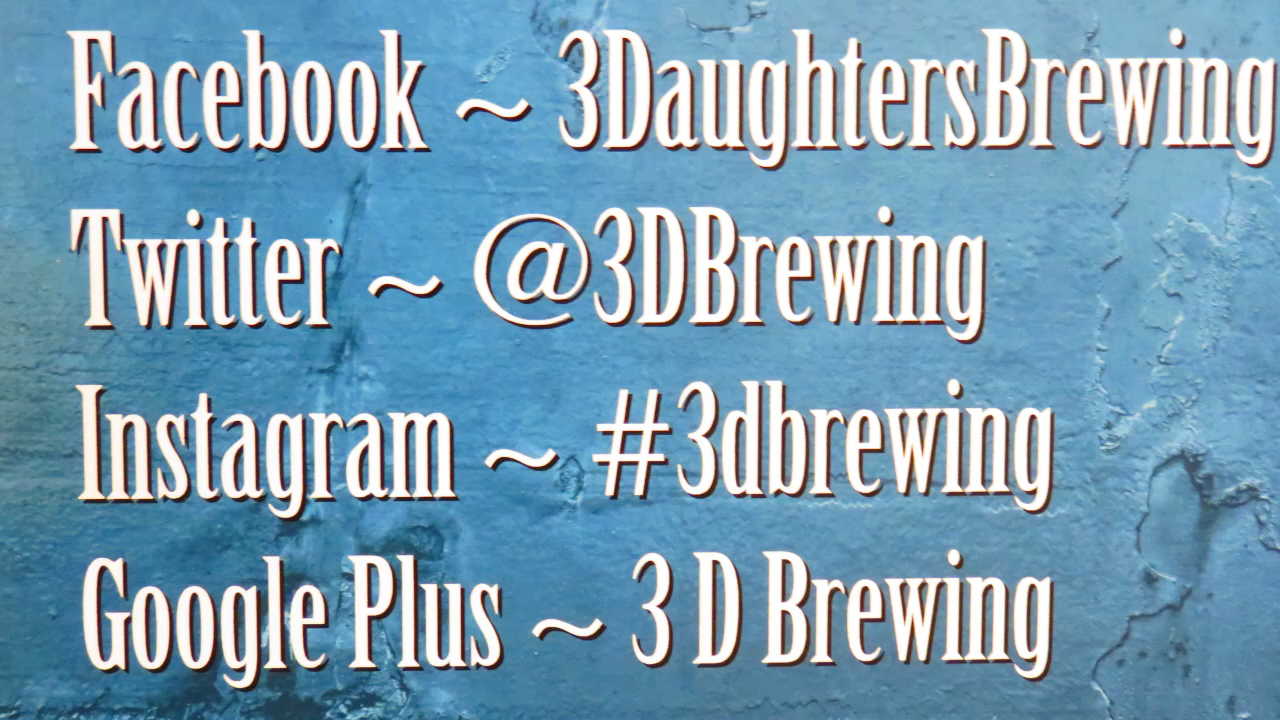 Facebook ~ 3DaughtersBrewing
Twitter ~ @3DBrewing
Instagram ~ #3dbrewing
Google Plus ~ 3 D Brewing